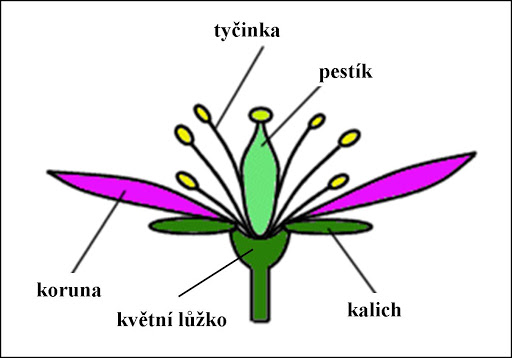 tyčinka
pestík
koruna
květní lůžko
kalich